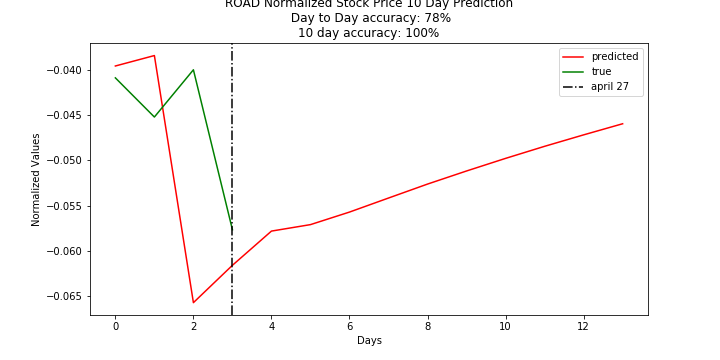 ROAD Normalized Stock Price 10 Day Prediction
Day to Day accuracy: 78%
10 day accuracy: 100%
predicted
true
april 27
−0.040
−0.045
−0.050
−0.055
−0.060
−0.065
Normalized Values
0 2 4 6 8 10 12
Days